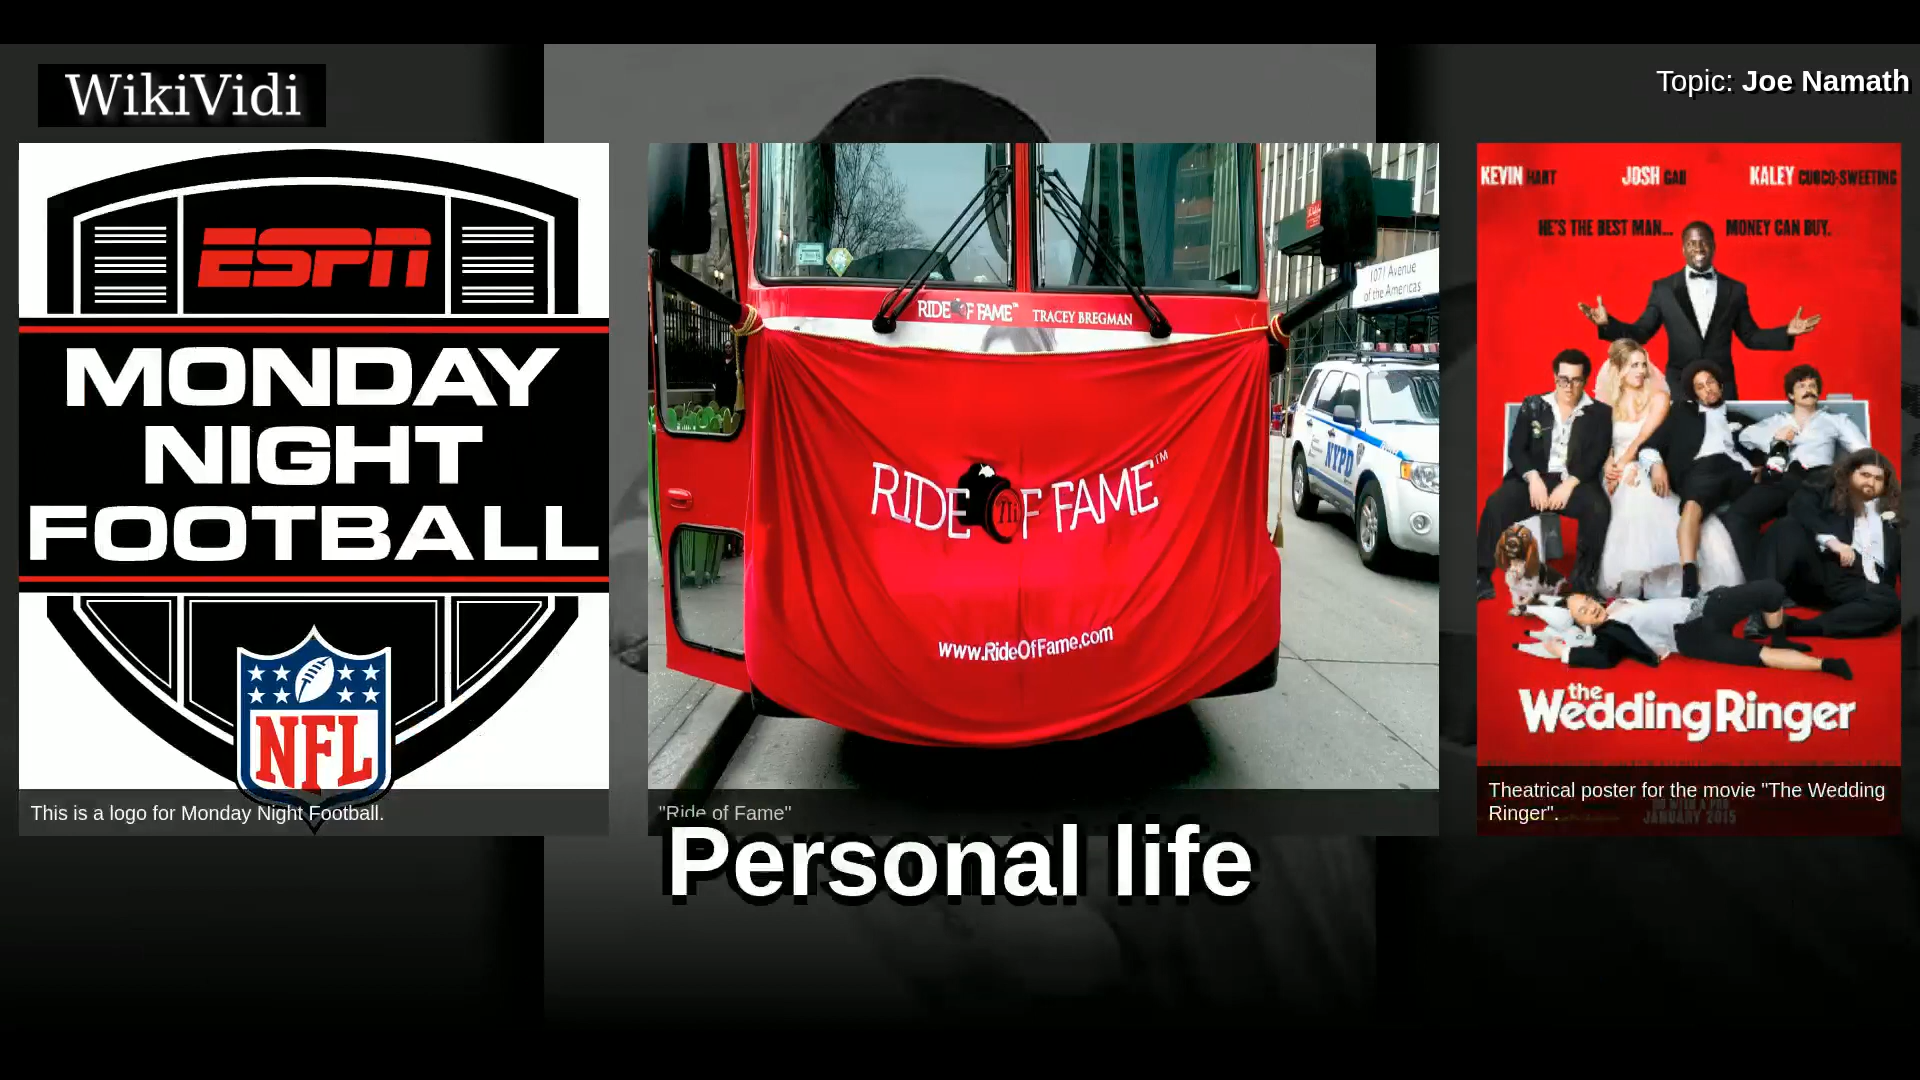 WikiVidi
Topic: Joe Namath
ESPN
MONDAY
NIGHT
FOOTBALL
NFL
This is a logo for Monday Night Football.
RIDE OF FAME™ TRACEY BREGMAN
1071 Avenue
of the Americas
NYPD
RIDE OF FAME™
www.RideOfFame.com
"Ride of Fame"
KEVIN HART JOSH GAD KALEY CUOCO-SWEETING
HE'S THE BEST MAN... MONEY CAN BUY.
the
Wedding Ringer
Theatrical poster for the movie "The Wedding
Ringer".
JANUARY 2015
Personal life